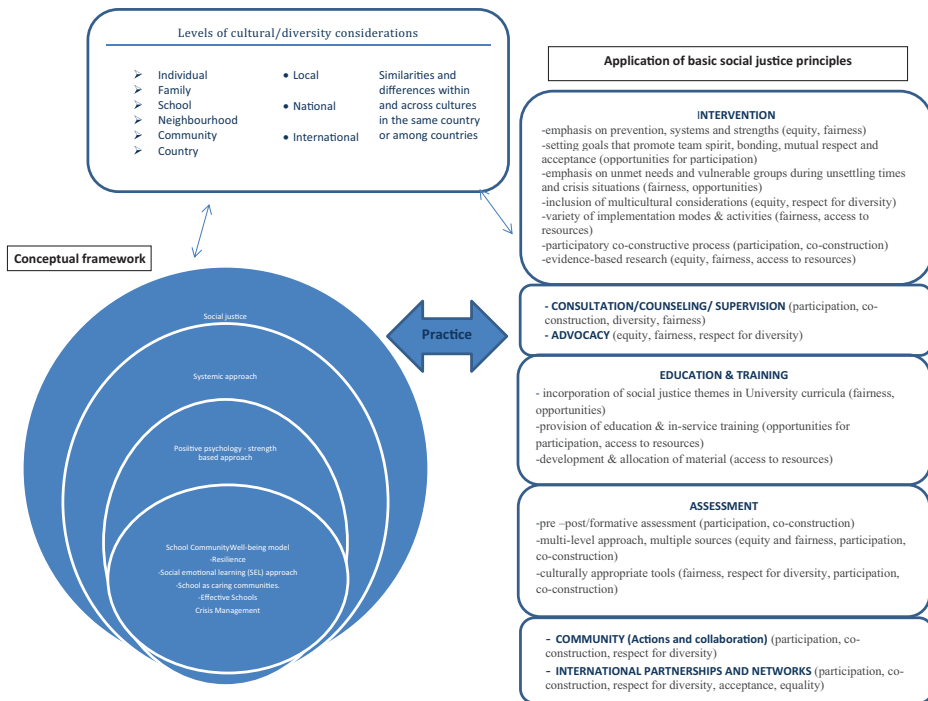 Levels of cultural/diversity considerations
➢ Individual
➢ Family
➢ School
➢ Neighbourhood
➢ Community
➢ Country
• Local
• National
• International
Similarities and
differences within
and across cultures
in the same country
or among countries
Application of basic social justice principles
INTERVENTION
-emphasis on prevention, systems and strengths (equity, fairness)
-setting goals that promote team spirit, bonding, mutual respect and
acceptance (opportunities for participation)
-emphasis on unmet needs and vulnerable groups during unsettling times
and crisis situations (fairness, opportunities)
-inclusion of multicultural considerations (equity, respect for diversity)
-variety of implementation modes & activities (fairness, access to
resources)
-participatory co-constructive process (participation, co-construction)
-evidence-based research (equity, fairness, access to resources)
Conceptual framework
Social justice
Systemic approach
Posiitive psychology - strength
based approach
School CommunityWell-being model
-Resilience
-Social emotional learning (SEL) approach
-School as caring communities.
-Effective Schools
Crisis Management
Practice
- CONSULTATION/COUNSELING/ SUPERVISION (participation, co-
construction, diversity, fairness)
- ADVOCACY (equity, fairness, respect for diversity)
EDUCATION & TRAINING
- incorporation of social justice themes in University curricula (fairness,
opportunities)
-provision of education & in-service training (opportunities for
participation, access to resources)
-development & allocation of material (access to resources)
ASSESSMENT
-pre –post/formative assessment (participation, co-construction)
-multi-level approach, multiple sources (equity and fairness, participation,
co-construction)
-culturally appropriate tools (fairness, respect for diversity, participation,
co-construction)
- COMMUNITY (Actions and collaboration) (participation, co-
construction, respect for diversity)
- INTERNATIONAL PARTNERSHIPS AND NETWORKS (participation, co-
construction, respect for diversity, acceptance, equality)